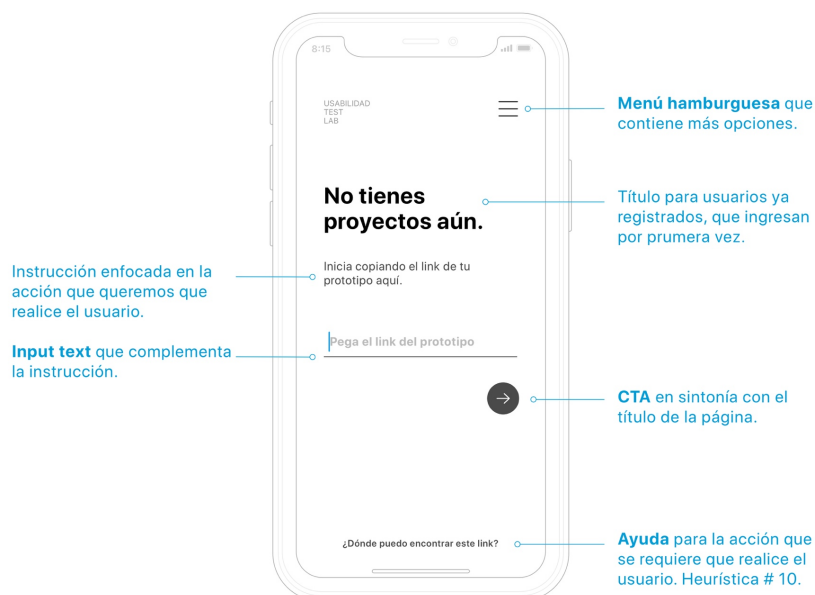 8:15
USABILIDAD
TEST
LAB
Menú hamburguesa que
contiene más opciones.
No tienes
proyectos aún.
Título para usuarios ya
registrados, que ingresan
por prumera vez.
Inicia copiando el link de tu
prototipo aquí.
Instrucción enfocada en la
acción que queremos que
realice el usuario.
Pega el link del prototipo
Input text que complementa
la instrucción.
CTA en sintonía con el
título de la página.
¿Dónde puedo encontrar este link?
Ayuda para la acción que
se requiere que realice el
usuario. Heurística # 10.